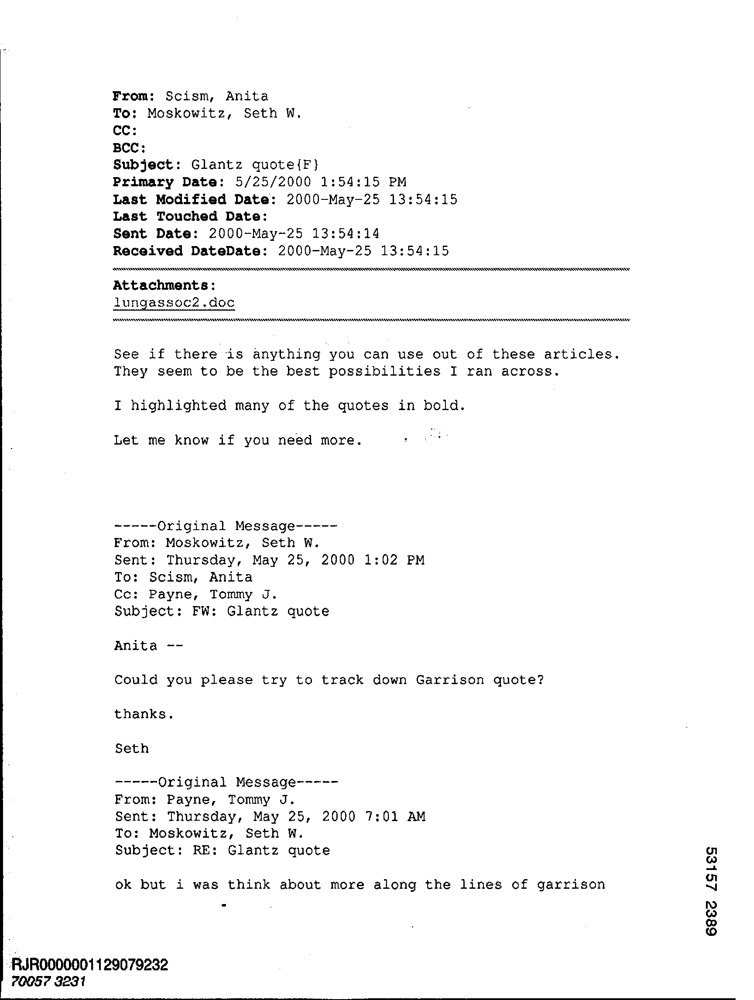 From: Scism, Anita
To: Moskowitz, Seth W.
CC:
BCC:
Subject: Glantz quote{F}
Primary Date: 5/25/2000 1:54:15 PM
Last Modified Date: 2000-May-25 13:54:15
Last Touched Date:
Sent Date: 2000-May-25 13:54:14
Received DateDate: 2000-May-25 13:54:15
Attachments:
lungassoc2.doc
See if there is anything you can use out of these articles.
They seem to be the best possibilities I ran across.
I highlighted many of the quotes in bold.
Let me know if you need more.
-----Original Message-----
From: Moskowitz, Seth W.
Sent: Thursday, May 25, 2000 1:02 PM
To: Scism, Anita
Cc: Payne, Tommy J.
Subject: FW: Glantz quote
Anita --
Could you please try to track down Garrison quote?
thanks.
Seth
-----Original Message-----
From: Payne, Tommy J.
Sent: Thursday, May 25, 2000 7:01 AM
To: Moskowitz, Seth W.
Subject: RE: Glantz quote
ok but i was think about more along the lines of garrison
53157 2389
RJR0000001129079232
70057 3231